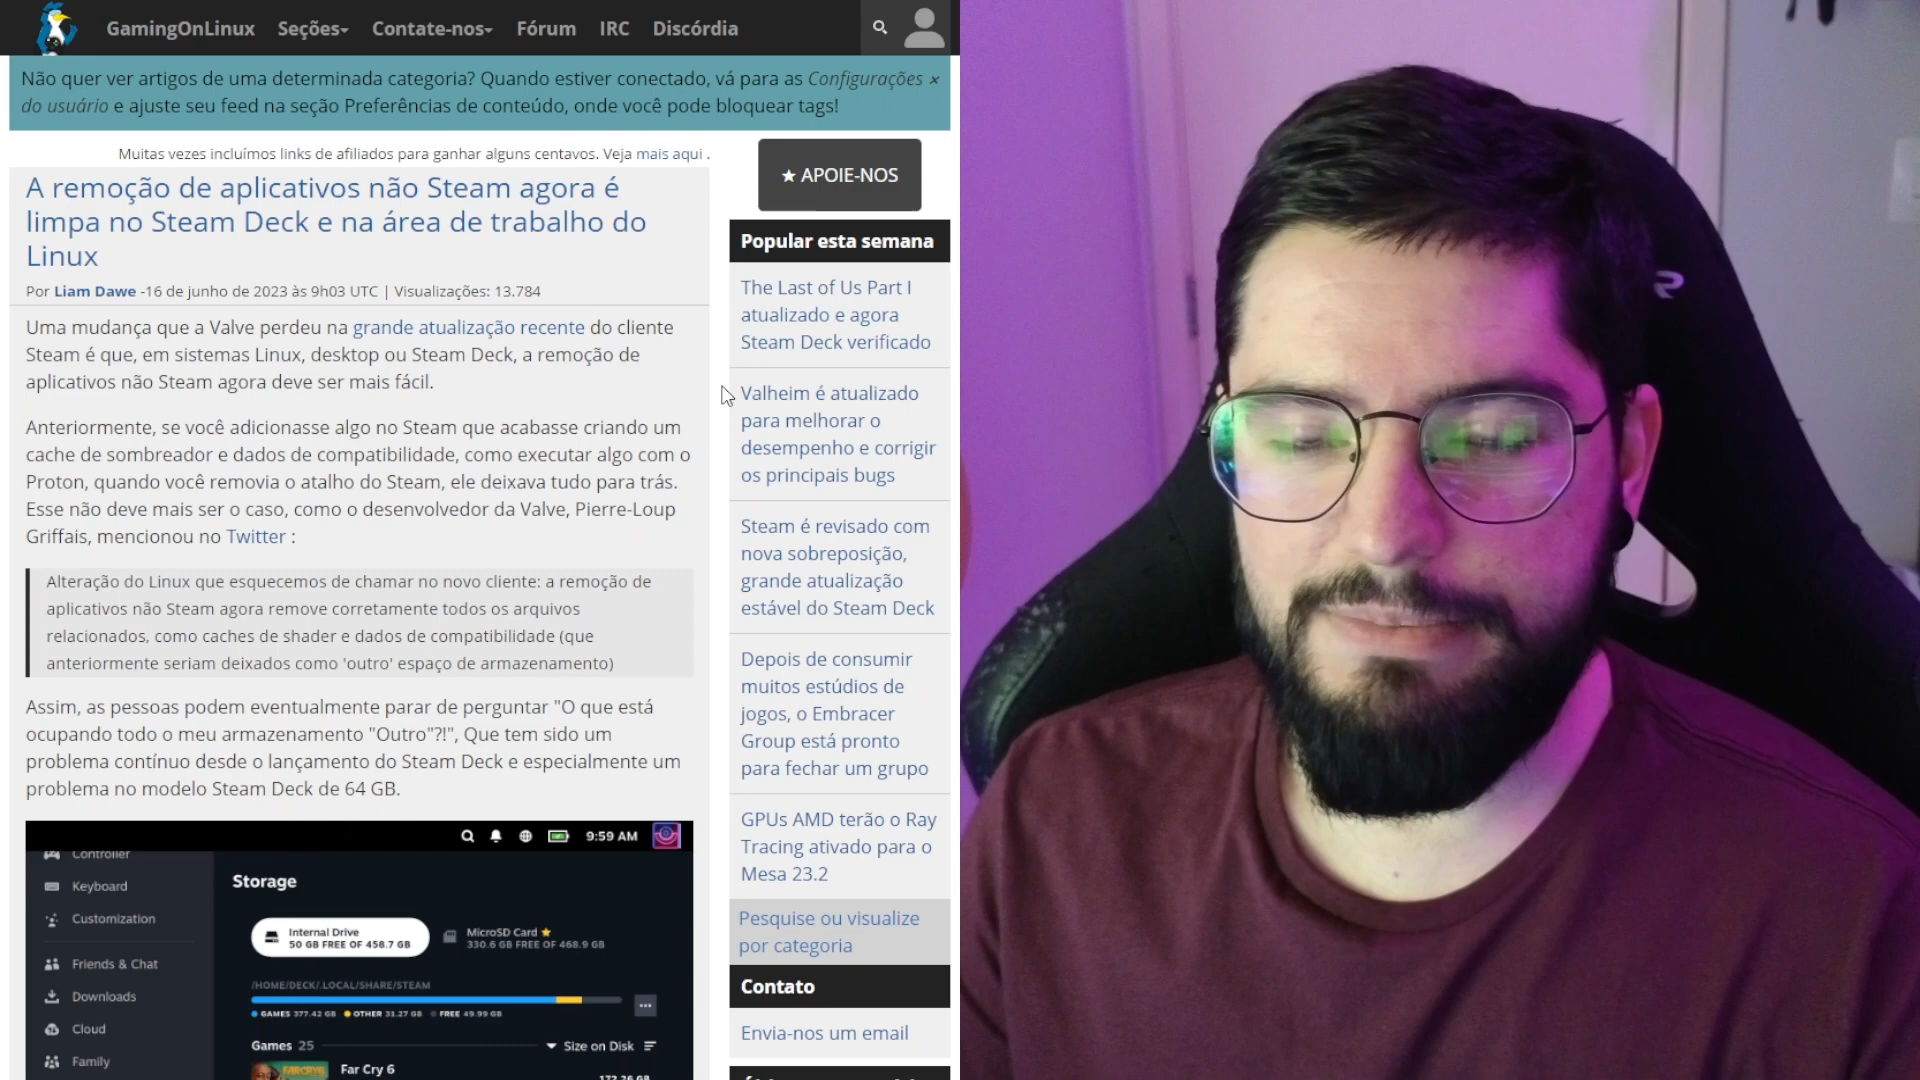 GamingOnLinux Seções Contate-nos Fórum IRC Discórdia
Não quer ver artigos de uma determinada categoria? Quando estiver conectado, vá para as Configurações ×
do usuário e ajuste seu feed na seção Preferências de conteúdo, onde você pode bloquear tags!
Muitas vezes incluímos links de afiliados para ganhar alguns centavos. Veja mais aqui .
A remoção de aplicativos não Steam agora é
limpa no Steam Deck e na área de trabalho do
Linux
Por Liam Dawe -16 de junho de 2023 às 9h03 UTC | Visualizações: 13.784
Uma mudança que a Valve perdeu na grande atualização recente do cliente
Steam é que, em sistemas Linux, desktop ou Steam Deck, a remoção de
aplicativos não Steam agora deve ser mais fácil.
Anteriormente, se você adicionasse algo no Steam que acabasse criando um
cache de sombreador e dados de compatibilidade, como executar algo com o
Proton, quando você removia o atalho do Steam, ele deixava tudo para trás.
Esse não deve mais ser o caso, como o desenvolvedor da Valve, Pierre-Loup
Griffais, mencionou no Twitter :
Alteração do Linux que esquecemos de chamar no novo cliente: a remoção de
aplicativos não Steam agora remove corretamente todos os arquivos
relacionados, como caches de shader e dados de compatibilidade (que
anteriormente seriam deixados como 'outro' espaço de armazenamento)
Assim, as pessoas podem eventualmente parar de perguntar "O que está
ocupando todo o meu armazenamento "Outro"?!", Que tem sido um
problema contínuo desde o lançamento do Steam Deck e especialmente um
problema no modelo Steam Deck de 64 GB.
9:59 AM
Controller
Keyboard
Customization
Friends & Chat
Downloads
Cloud
Family
Storage
Internal Drive
50 GB FREE OF 458.7 GB
MicroSD Card
330.6 GB FREE OF 468.9 GB
/HOME/DECK/.LOCAL/SHARE/STEAM
GAMES 377.42 GB OTHER 31.27 GB FREE 49.99 GB
Games 25
Size on Disk
Far Cry 6
★ APOIE-NOS
Popular esta semana
The Last of Us Part I
atualizado e agora
Steam Deck verificado
Valheim é atualizado
para melhorar o
desempenho e corrigir
os principais bugs
Steam é revisado com
nova sobreposição,
grande atualização
estável do Steam Deck
Depois de consumir
muitos estúdios de
jogos, o Embracer
Group está pronto
para fechar um grupo
GPUs AMD terão o Ray
Tracing ativado para o
Mesa 23.2
Pesquise ou visualize
por categoria
Contato
Envia-nos um email